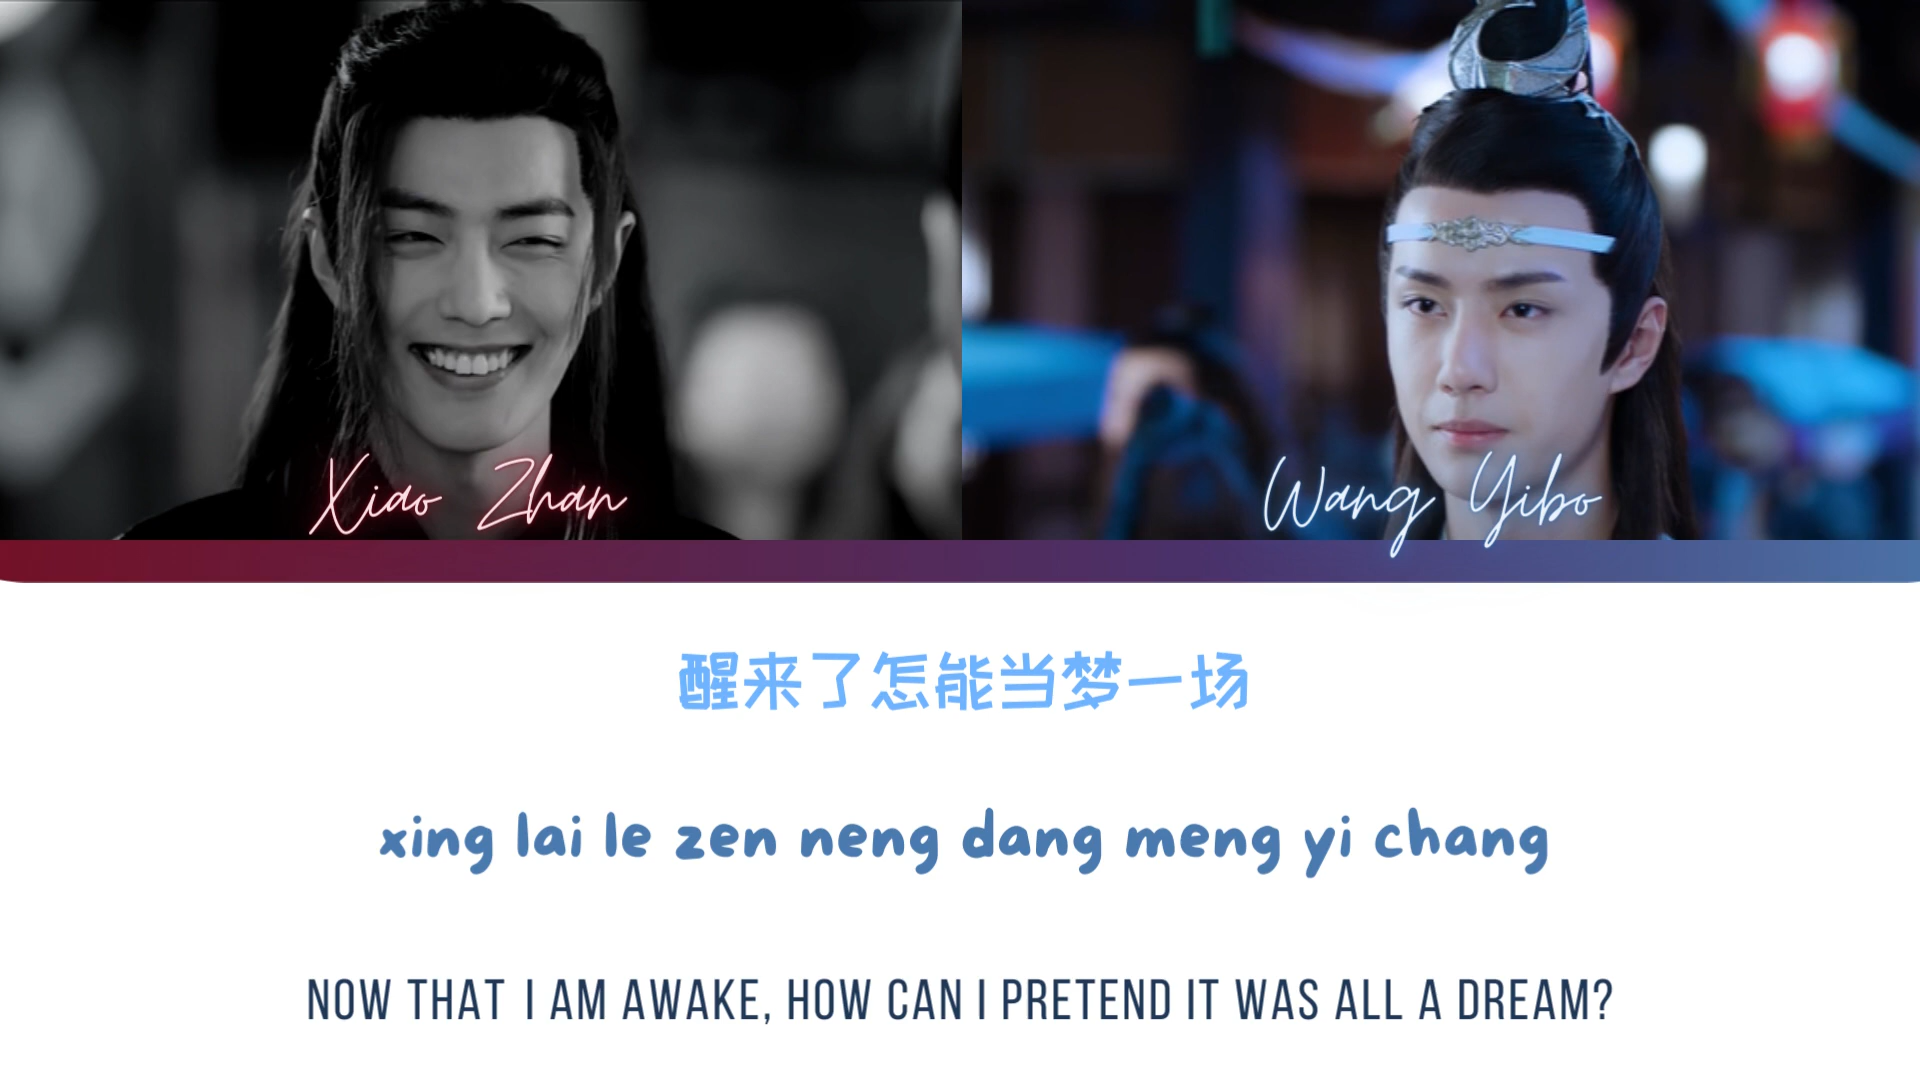 Xiao Zhan
Wang Yibo
醒来了怎能当梦一场
xing lai le zen neng dang meng yi chang
NOW THAT I AM AWAKE, HOW CAN I PRETEND IT WAS ALL A DREAM?